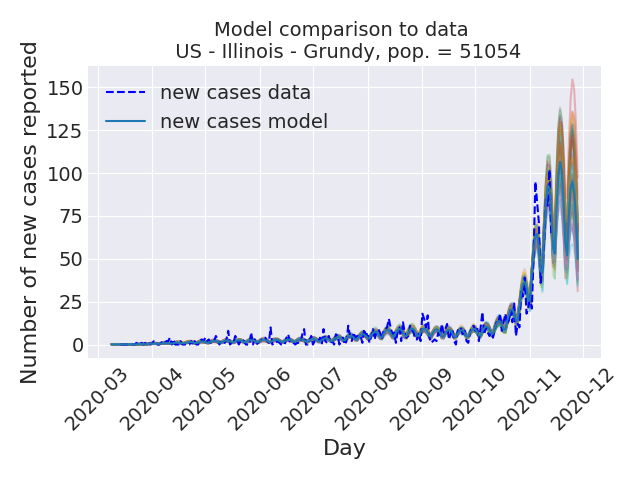 Model comparison to data
US - Illinois - Grundy, pop. = 51054
Number of new cases reported
150
125
100
75
50
25
0
new cases data
new cases model
2020-03
2020-04
2020-05
2020-06
2020-07
2020-08
2020-09
2020-10
2020-11
2020-12
Day